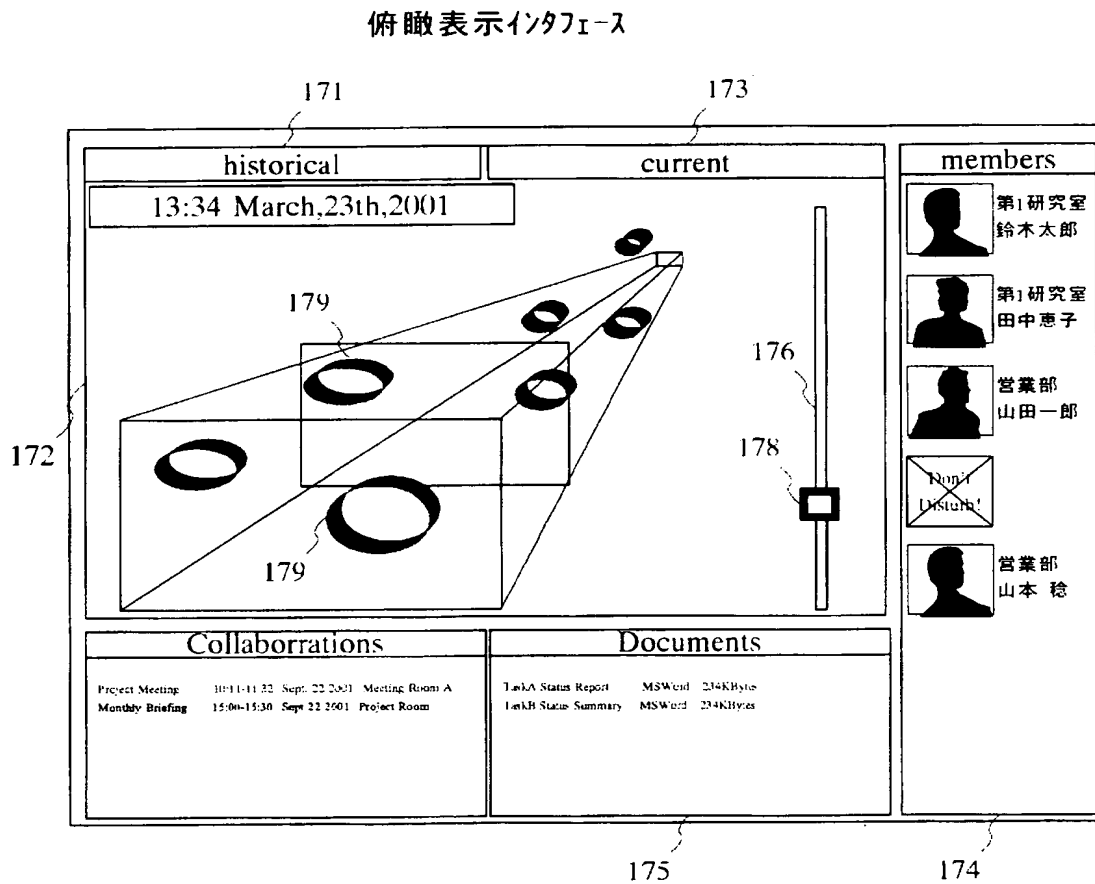 俯瞰表示インタフェース
171
173
historical
current
members
13:34 March,23th,2001
第1研究室
鈴木太郎
179
第1研究室
田中恵子
176
営業部
山田一郎
172
178
Don't
Disturb!
179
営業部
山本 稔
Collaborrations
Documents
Project Meeting 10:11-11:32 Sept. 22 2001 Meeting Room A
Monthly Briefing 15:00-15:30 Sept 22 2001 Project Room
TaskA Status Report MSWord 234KBytes
TaskB Status Summary MSWord 234KBytes
175
174